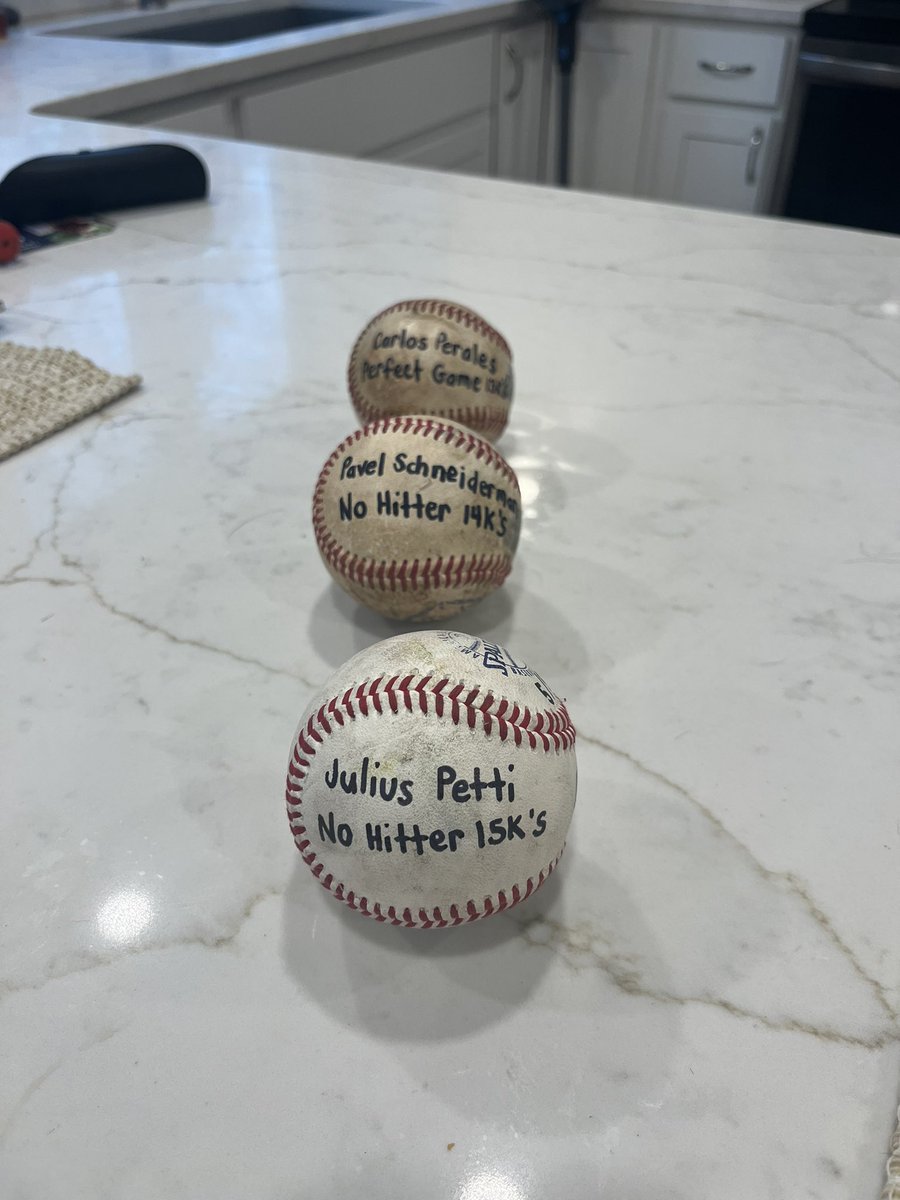 Carlos Perales
Perfect Game
Pavel Schneiderman
No Hitter 14K's
Julius Petti
No Hitter 15K's